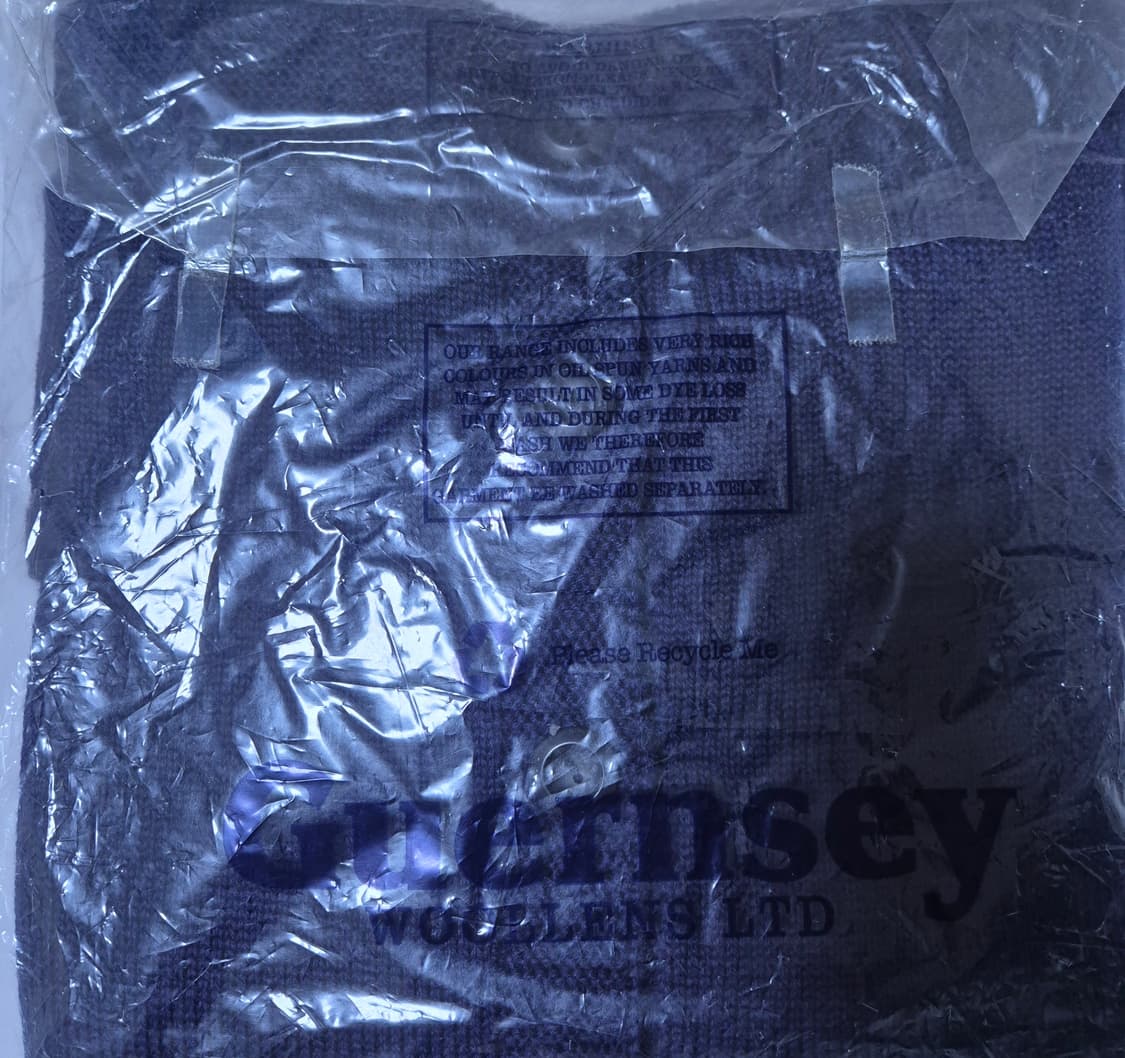 OUR RANGE INCLUDES VERY RICH
COLOURS IN OIL SPUN YARNS AND
MAY RESULT IN SOME DYE LOSS
UNTIL AND DURING THE FIRST
WASH WE THEREFORE
RECOMMEND THAT THIS
GARMENT BE WASHED SEPARATELY.
Please Recycle Me
Guernsey
WOOLLENS LTD